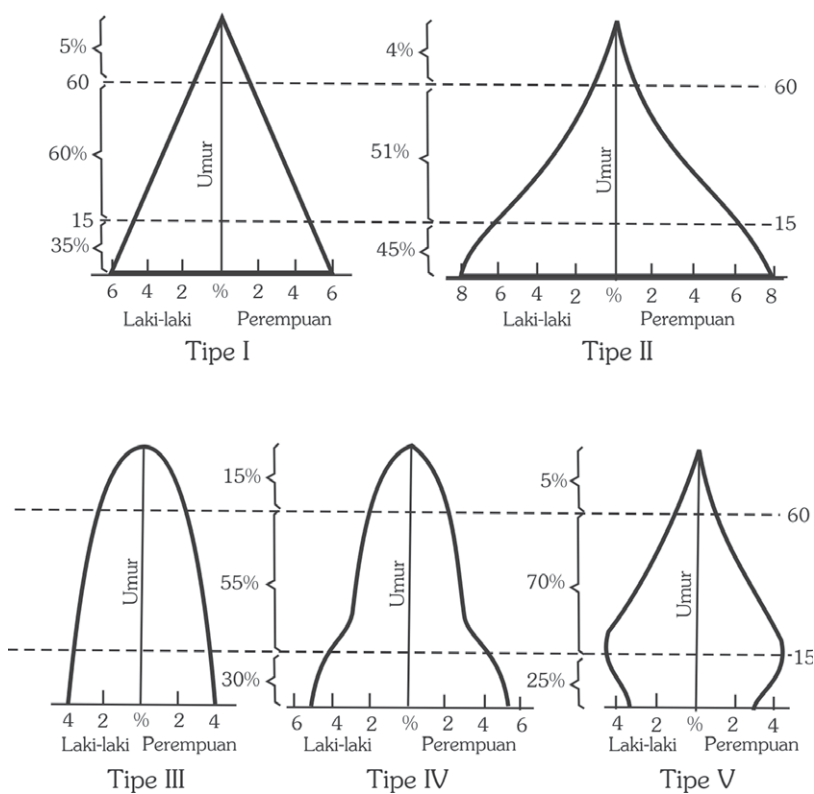 5%
60
60%
Umur
15
35%
6 4 2 % 2 4 6
Laki-laki Perempuan
Tipe I
4%
60
51%
Umur
15
45%
8 6 4 2 % 2 4 6 8
Laki-laki Perempuan
Tipe II
Umur
4 2 % 2 4
Laki-laki Perempuan
Tipe III
15%
55%
Umur
30%
6 4 2 % 2 4 6
Laki-laki Perempuan
Tipe IV
5%
60
70%
Umur
15
25%
4 2 % 2 4
Laki-laki Perempuan
Tipe V